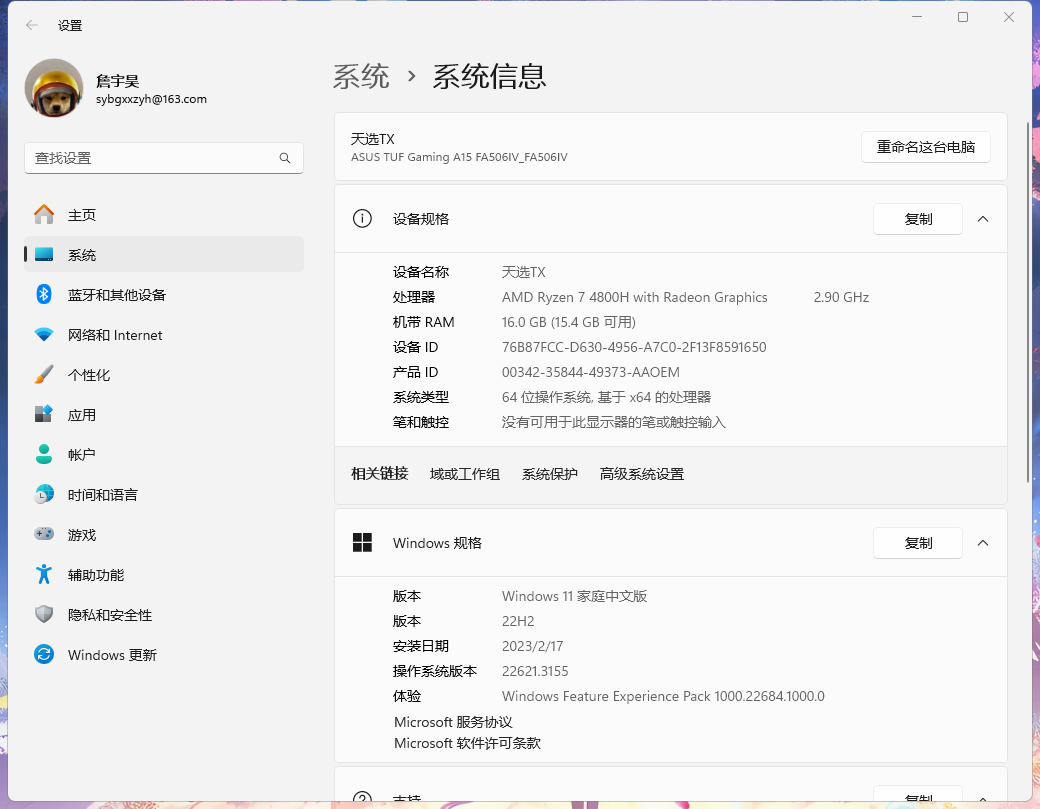 设置
詹宇昊
sybgxxzyh@163.com
查找设置
主页
系统
蓝牙和其他设备
网络和 Internet
个性化
应用
帐户
时间和语言
游戏
辅助功能
隐私和安全性
Windows 更新
系统 › 系统信息
天选TX
ASUS TUF Gaming A15 FA506IV_FA506IV
重命名这台电脑
设备规格
复制
设备名称 天选TX
处理器 AMD Ryzen 7 4800H with Radeon Graphics 2.90 GHz
机带 RAM 16.0 GB (15.4 GB 可用)
设备 ID 76B87FCC-D630-4956-A7C0-2F13F8591650
产品 ID 00342-35844-49373-AAOEM
系统类型 64 位操作系统, 基于 x64 的处理器
笔和触控 没有可用于此显示器的笔或触控输入
相关链接 域或工作组 系统保护 高级系统设置
Windows 规格
复制
版本 Windows 11 家庭中文版
版本 22H2
安装日期 2023/2/17
操作系统版本 22621.3155
体验 Windows Feature Experience Pack 1000.22684.1000.0
Microsoft 服务协议
Microsoft 软件许可条款
支持
复制